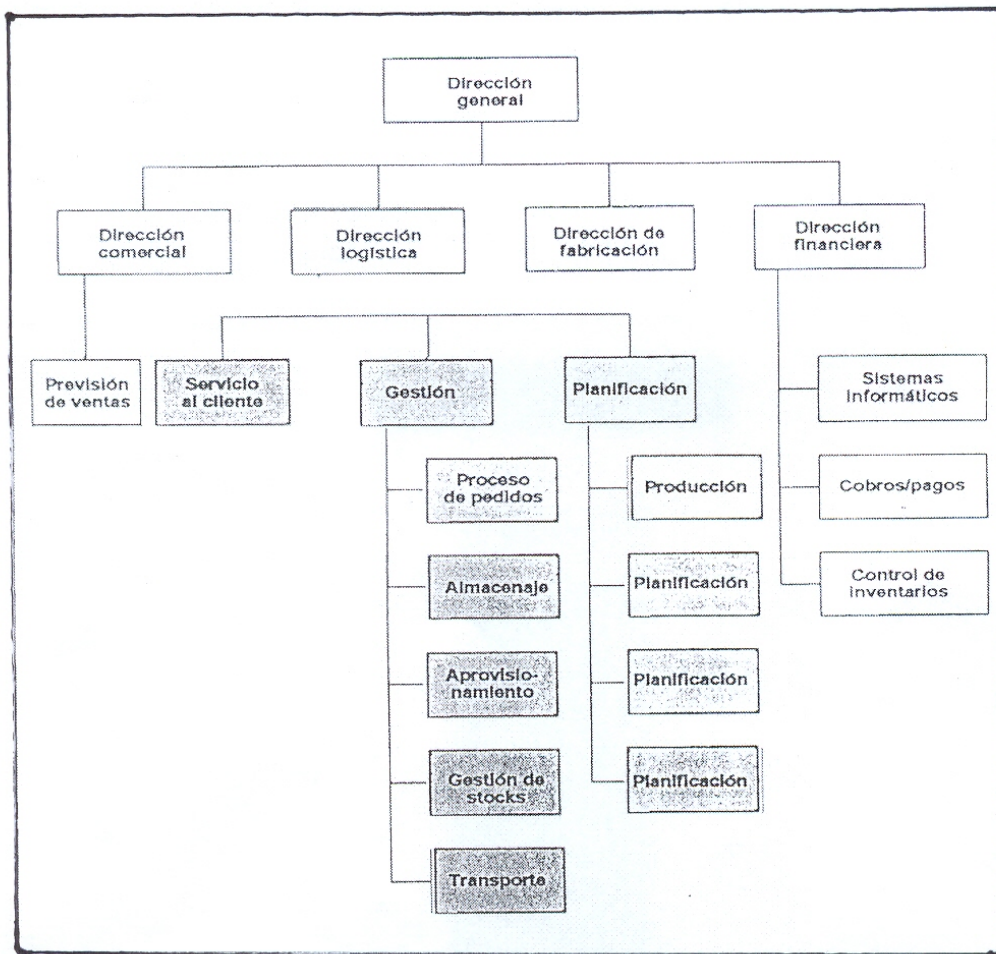 Dirección
general
Dirección
comercial
Dirección
logística
Dirección de
fabricación
Dirección
financiera
Previsión
de ventas
Servicio
al cliente
Gestión
Planificación
Sistemas
informáticos
Proceso
de pedidos
Producción
Cobros/pagos
Almacenaje
Planificación
Control de
inventarios
Aprovisio-
namiento
Planificación
Gestión de
stocks
Planificación
Transporte